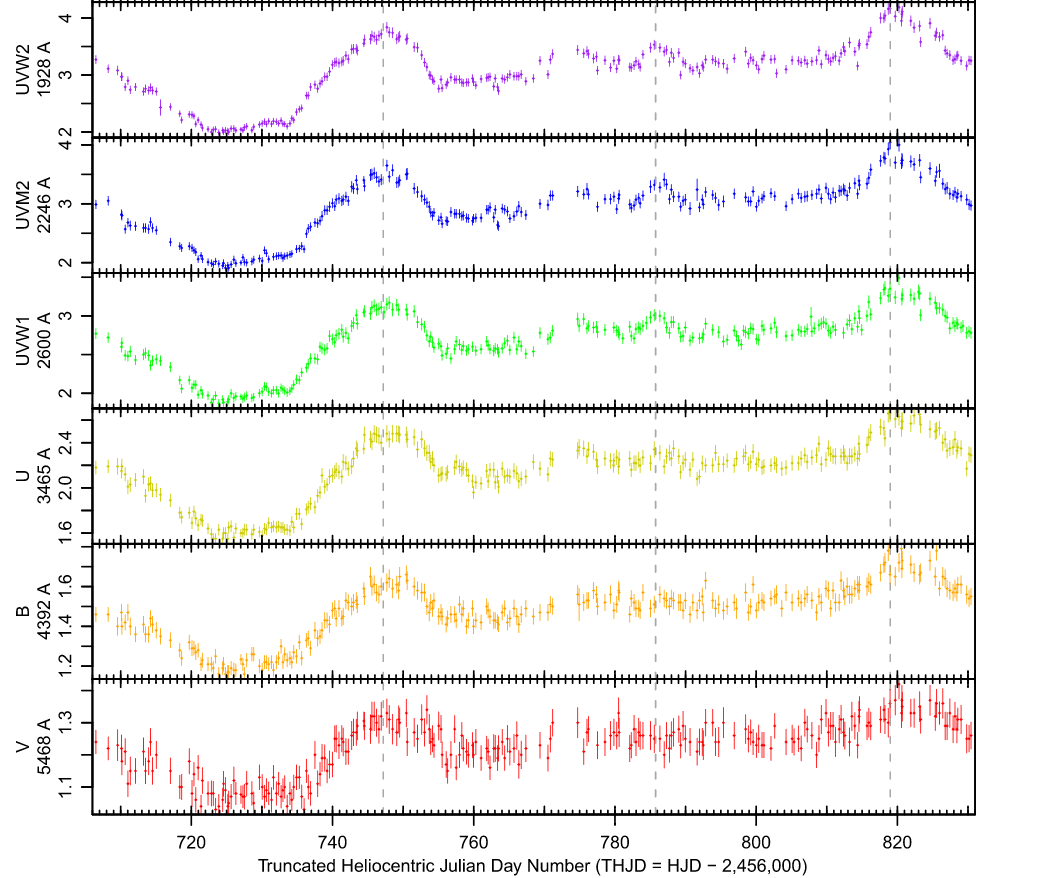 UVW2
1928 A
2 3 4
UVM2
2246 A
2 3 4
UVW1
2600 A
2 3
U
3465 A
1.6 2.0 2.4
B
4392 A
1.2 1.4 1.6
V
5468 A
1.1 1.3
720 740 760 780 800 820
Truncated Heliocentric Julian Day Number (THJD = HJD − 2,456,000)